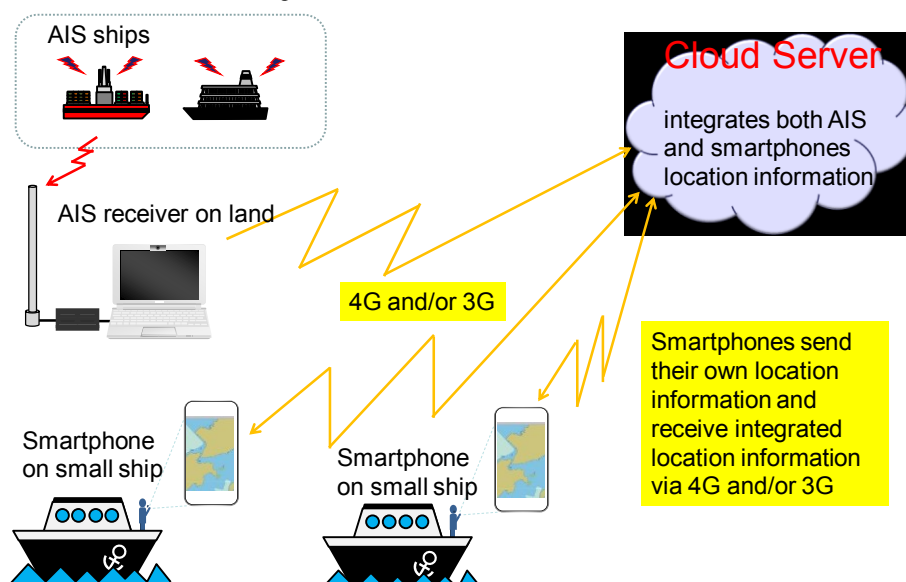 AIS ships
Cloud Server
integrates both AIS
and smartphones
location information
AIS receiver on land
4G and/or 3G
Smartphones send
their own location
information and
receive integrated
location information
via 4G and/or 3G
Smartphone
on small ship
Smartphone
on small ship